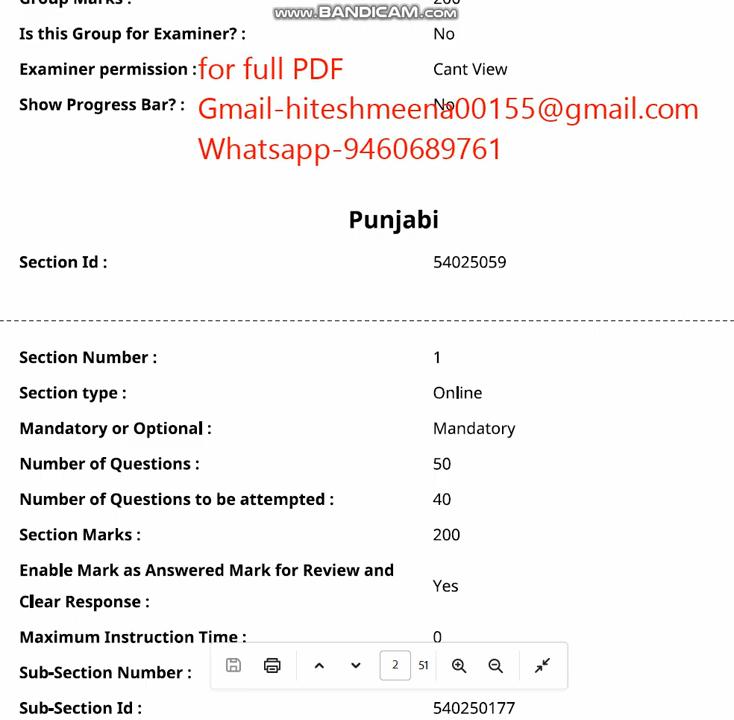 Group Marks : 200
www.BANDICAM.com
Is this Group for Examiner? : No
Examiner permission : Cant View
for full PDF
Show Progress Bar? : No
Gmail-hiteshmeena00155@gmail.com
Whatsapp-9460689761
Punjabi
Section Id : 54025059
Section Number : 1
Section type : Online
Mandatory or Optional : Mandatory
Number of Questions : 50
Number of Questions to be attempted : 40
Section Marks : 200
Enable Mark as Answered Mark for Review and
Clear Response : Yes
Maximum Instruction Time : 0
Sub-Section Number :
2 51
Sub-Section Id : 540250177